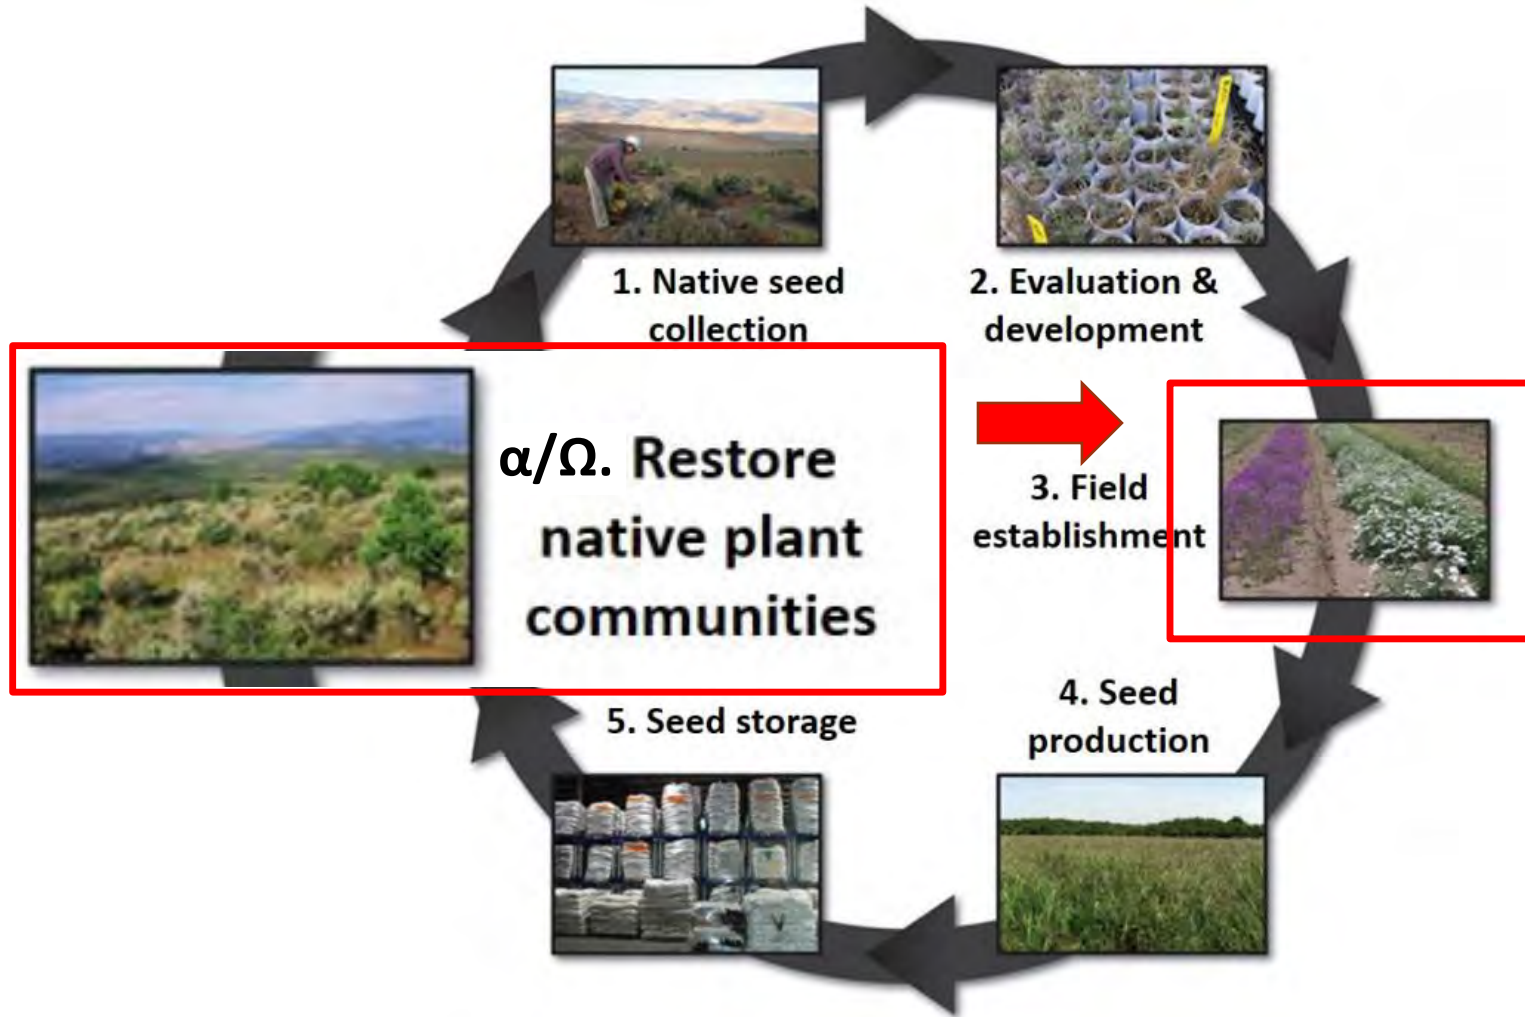 1. Native seed
collection
2. Evaluation &
development
α/Ω. Restore
native plant
communities
3. Field
establishment
4. Seed
production
5. Seed storage